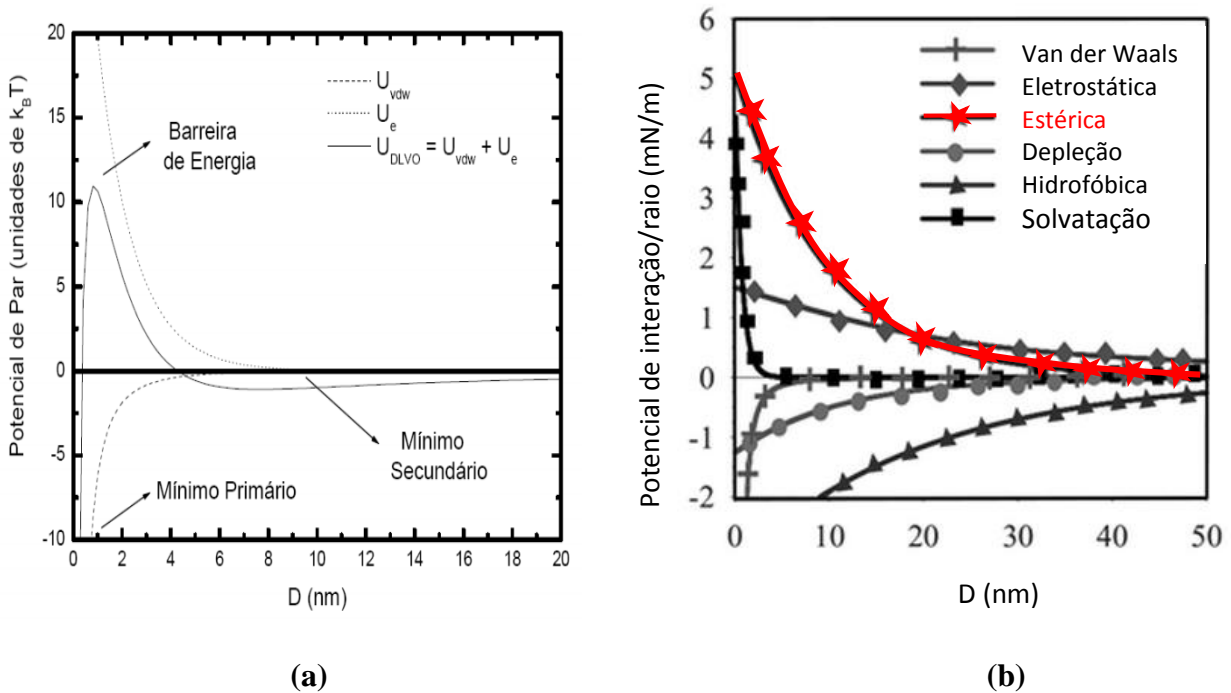 Potencial de Par (unidades de k_BT)
20
15
10
5
0
-5
-10
U_vdw
U_e
U_DLVO = U_vdw + U_e
Barreira
de Energia
Mínimo
Secundário
Mínimo Primário
0 2 4 6 8 10 12 14 16 18 20
D (nm)
(a)
Potencial de interação/raio (mN/m)
6
5
4
3
2
1
0
-1
-2
Van der Waals
Eletrostática
Estérica
Depleção
Hidrofóbica
Solvatação
0 10 20 30 40 50
D (nm)
(b)